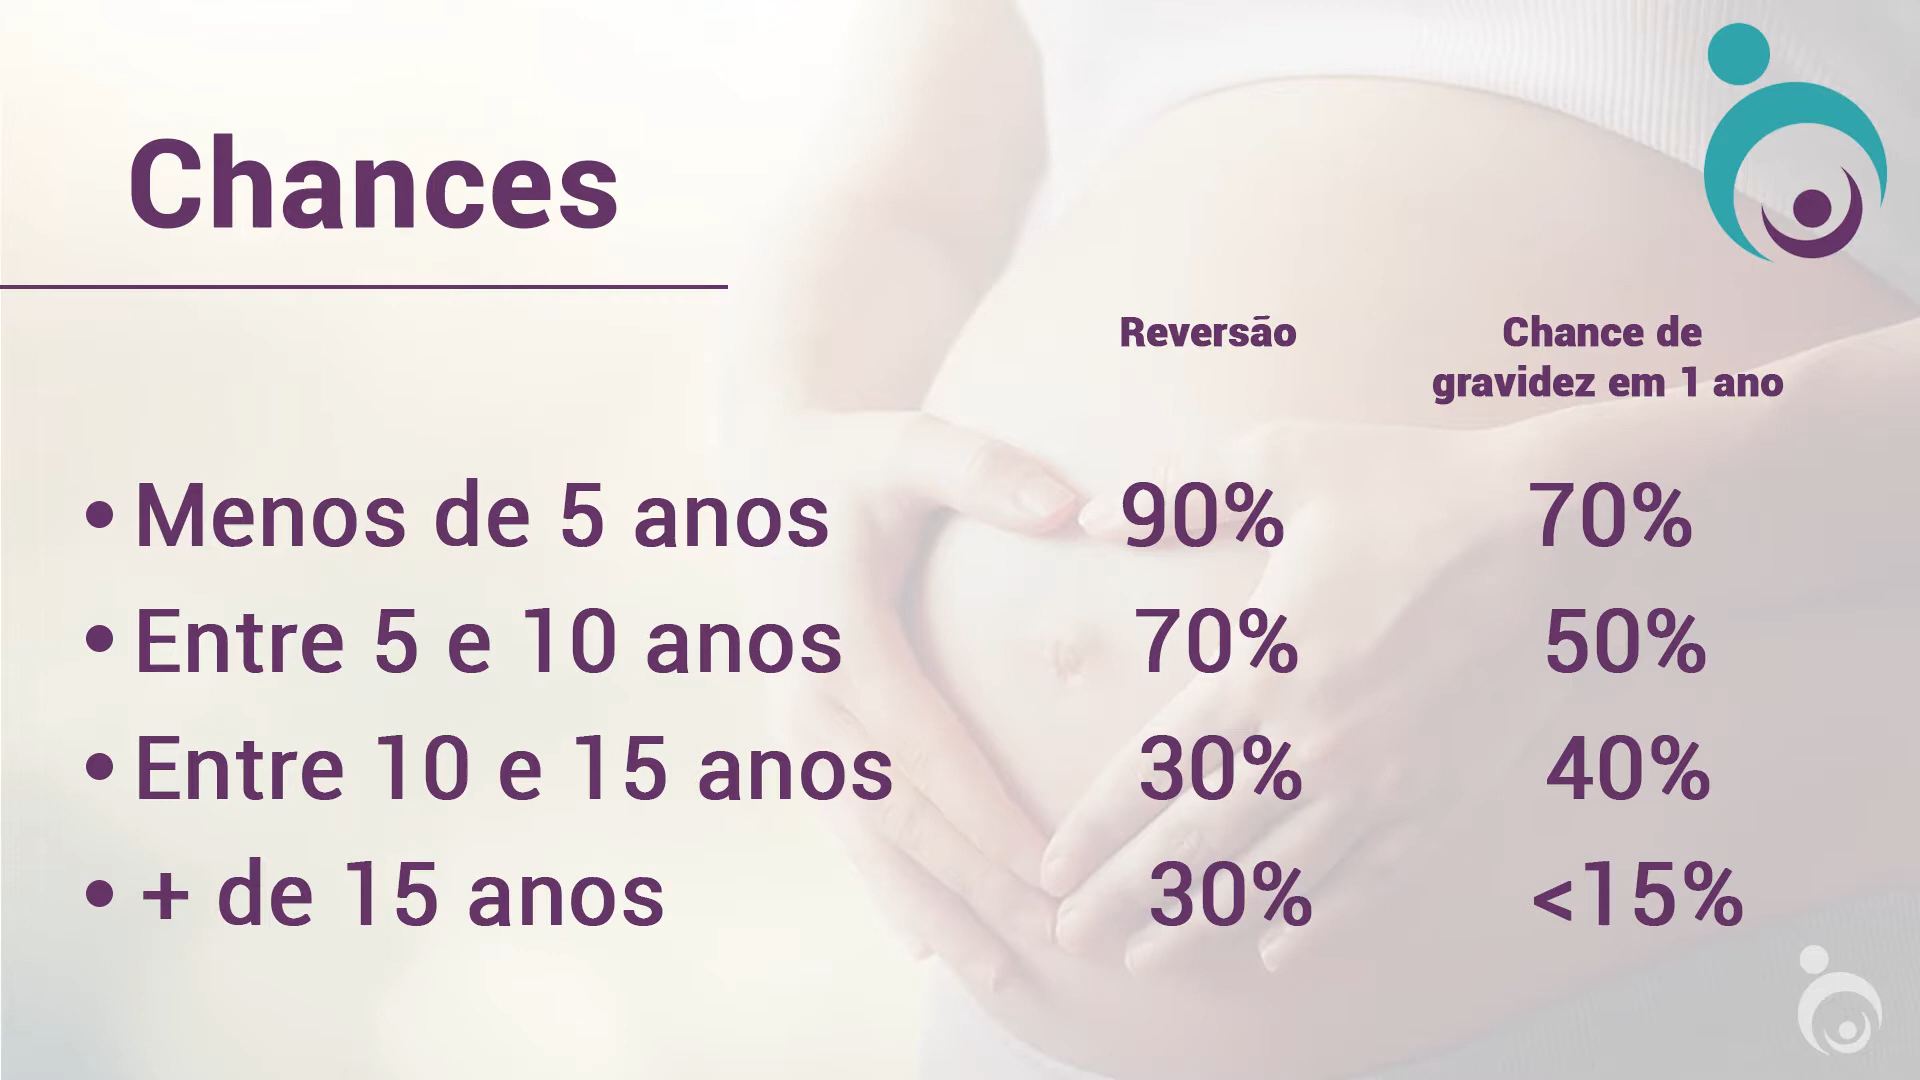 Chances
Reversão
Chance de
gravidez em 1 ano
• Menos de 5 anos 90% 70%
• Entre 5 e 10 anos 70% 50%
• Entre 10 e 15 anos 30% 40%
• + de 15 anos 30% <15%